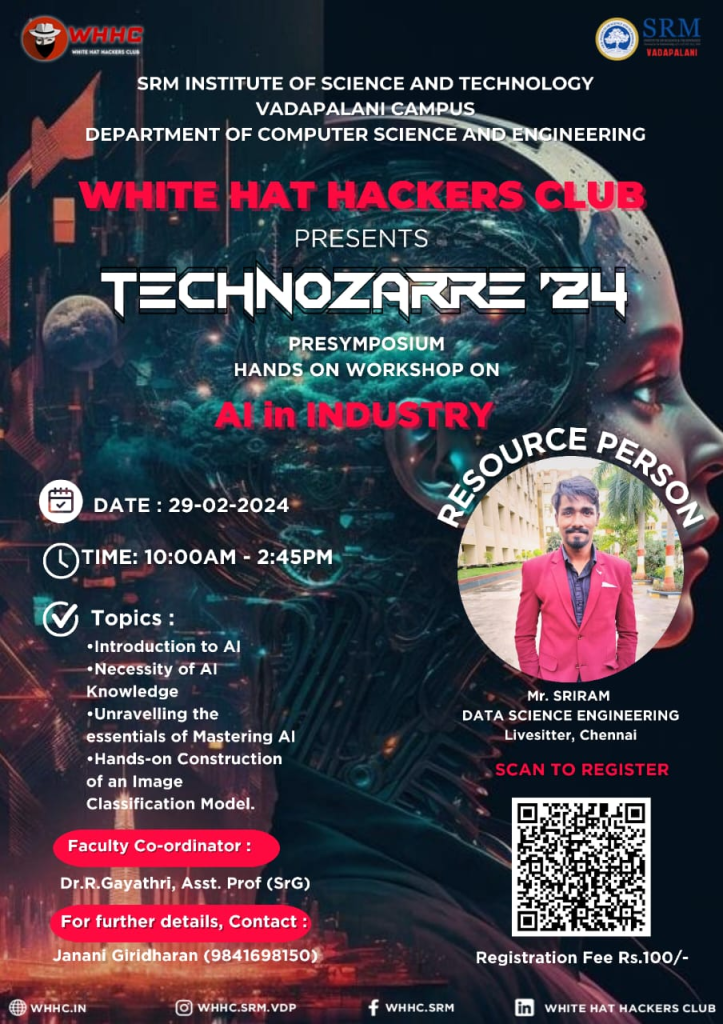 WHHC
WHITE HAT HACKERS CLUB
SRM
VADAPALANI
SRM INSTITUTE OF SCIENCE AND TECHNOLOGY
VADAPALANI CAMPUS
DEPARTMENT OF COMPUTER SCIENCE AND ENGINEERING
WHITE HAT HACKERS CLUB
PRESENTS
TECHNOZARRE '24
PRESYMPOSIUM
HANDS ON WORKSHOP ON
AI in INDUSTRY
RESOURCE PERSON
DATE : 29-02-2024
TIME: 10:00AM - 2:45PM
Topics :
•Introduction to AI
•Necessity of AI
Knowledge
•Unravelling the
essentials of Mastering AI
•Hands-on Construction
of an Image
Classification Model.
Mr. SRIRAM
DATA SCIENCE ENGINEERING
Livesitter, Chennai
SCAN TO REGISTER
Faculty Co-ordinator :
Dr.R.Gayathri, Asst. Prof (SrG)
For further details, Contact :
Janani Giridharan (9841698150)
Registration Fee Rs.100/-
WHHC.IN
WHHC.SRM.VDP
WHHC.SRM
WHITE HAT HACKERS CLUB